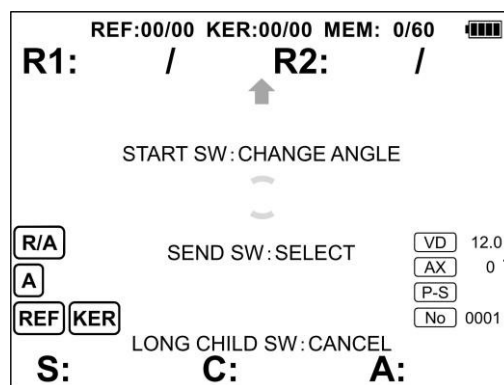 REF:00/00 KER:00/00 MEM: 0/60
R1: / R2: /
START SW:CHANGE ANGLE
R/A SEND SW:SELECT VD 12.0
A AX 0
P-S
REF KER No 0001
LONG CHILD SW:CANCEL
S: C: A: